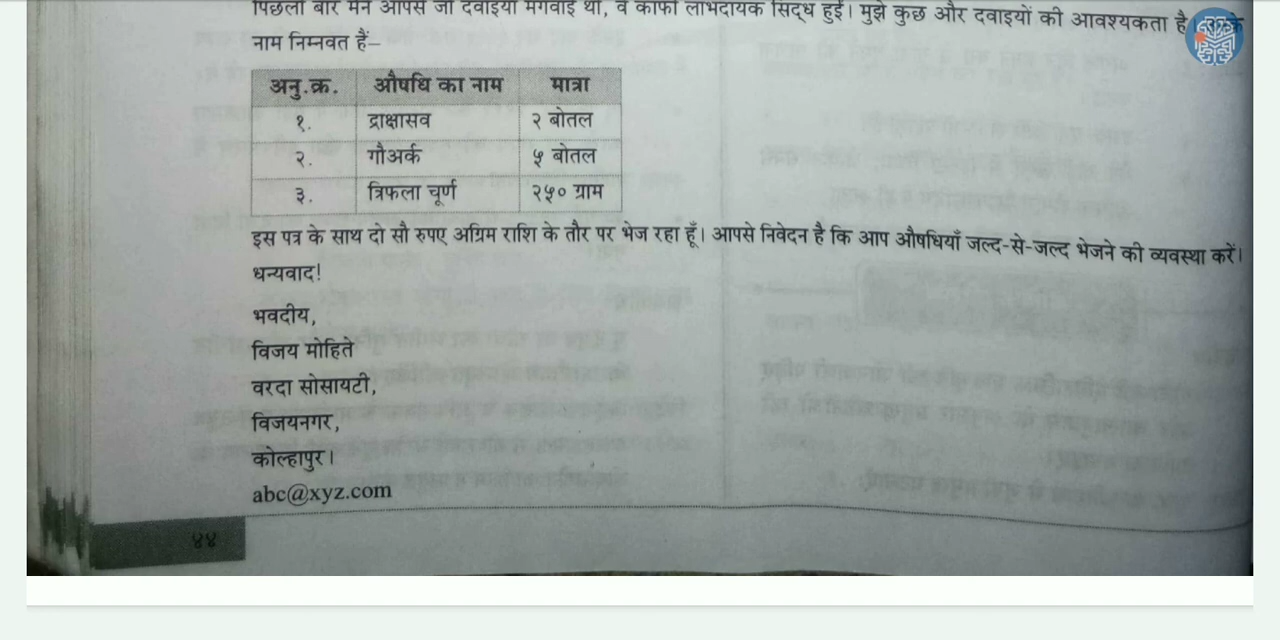 पिछली बार मैंने आपसे जो दवाइयाँ मँगवाई थीं, वे काफी लाभदायक सिद्ध हुईं। मुझे कुछ और दवाइयों की आवश्यकता है।
नाम निम्नवत हैं–
अनु.क्र. औषधि का नाम मात्रा
१. द्राक्षासव २ बोतल
२. गौअर्क ५ बोतल
३. त्रिफला चूर्ण २५० ग्राम
इस पत्र के साथ दो सौ रुपए अग्रिम राशि के तौर पर भेज रहा हूँ। आपसे निवेदन है कि आप औषधियाँ जल्द-से-जल्द भेजने की व्यवस्था करें।
धन्यवाद!
भवदीय,
विजय मोहिते
वरदा सोसायटी,
विजयनगर,
कोल्हापुर।
abc@xyz.com
४४